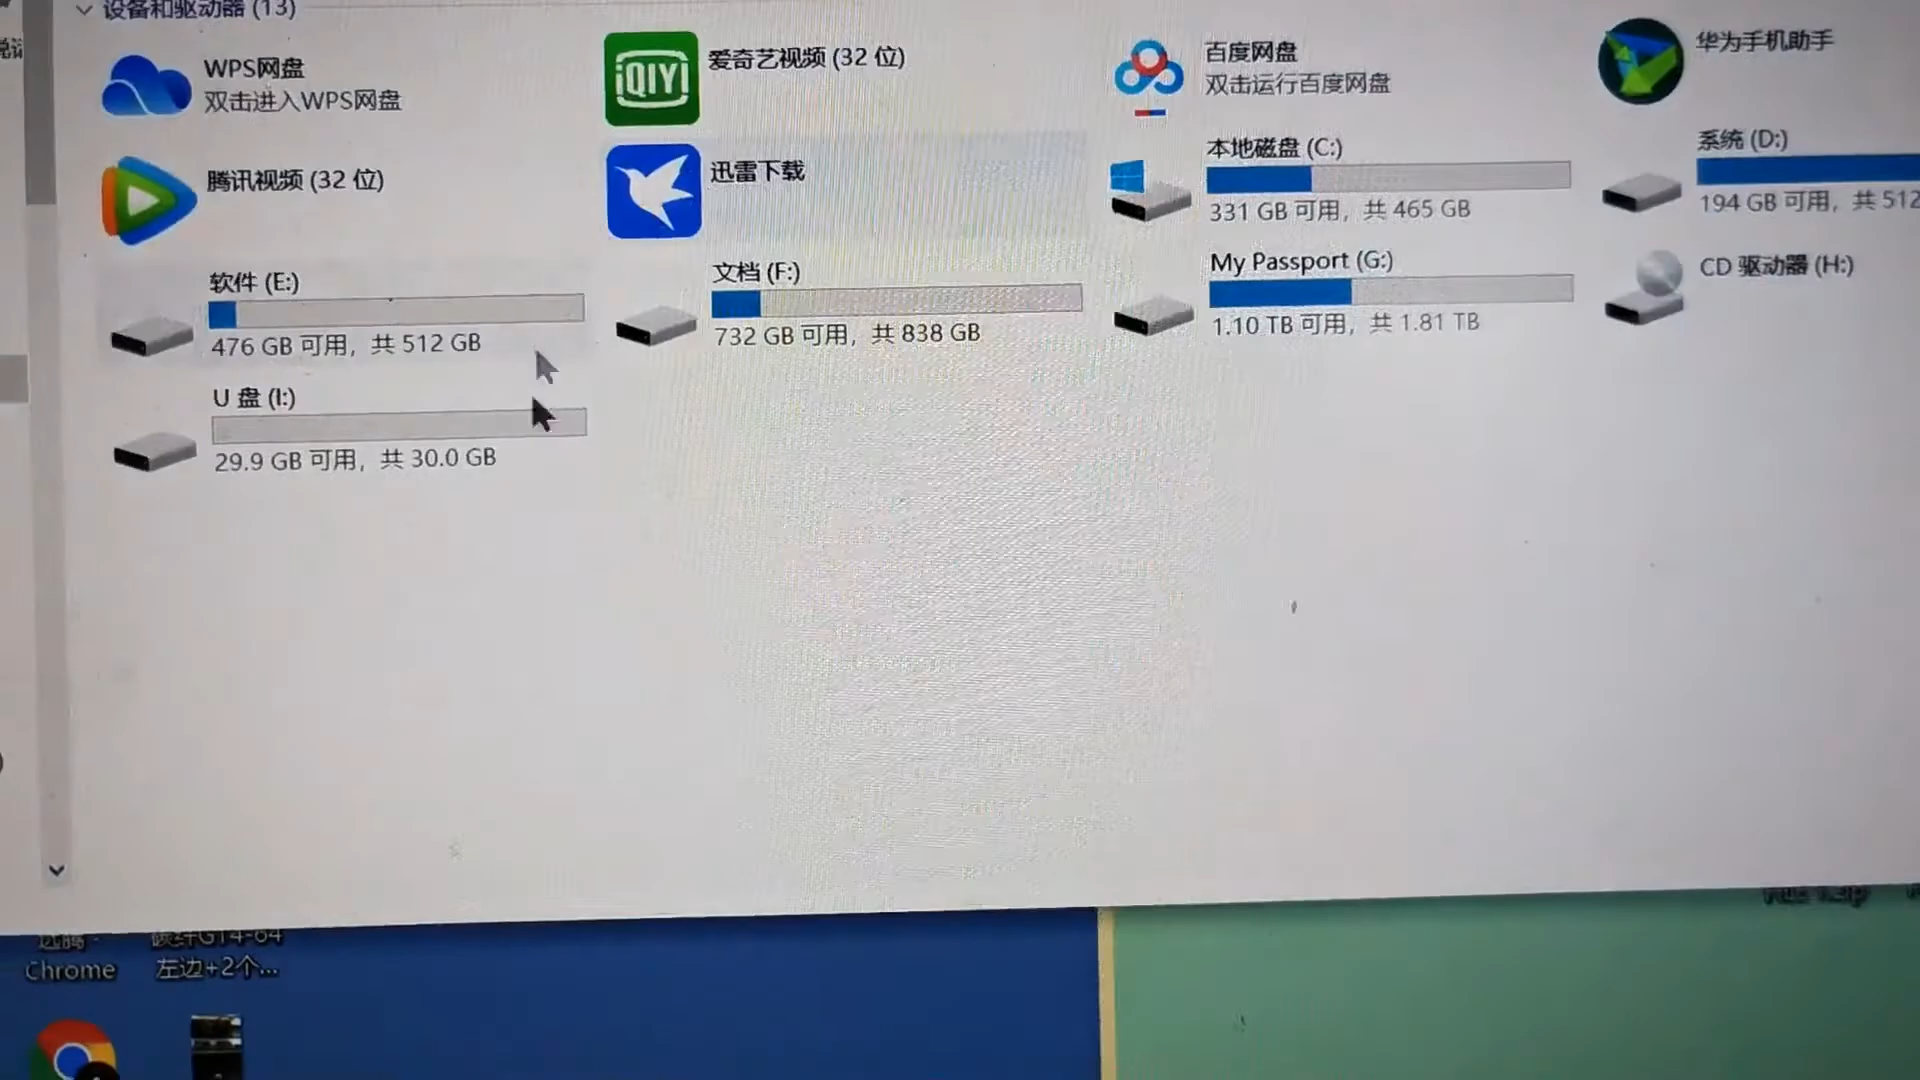 设备和驱动器 (13)
WPS网盘
双击进入WPS网盘
iQIYI
爱奇艺视频 (32 位)
百度网盘
双击运行百度网盘
华为手机助手
腾讯视频 (32 位)
迅雷下载
本地磁盘 (C:)
331 GB 可用，共 465 GB
系统 (D:)
194 GB 可用，共 512
软件 (E:)
476 GB 可用，共 512 GB
文档 (F:)
732 GB 可用，共 838 GB
My Passport (G:)
1.10 TB 可用，共 1.81 TB
CD 驱动器 (H:)
U 盘 (I:)
29.9 GB 可用，共 30.0 GB
Chrome
左边+2个...